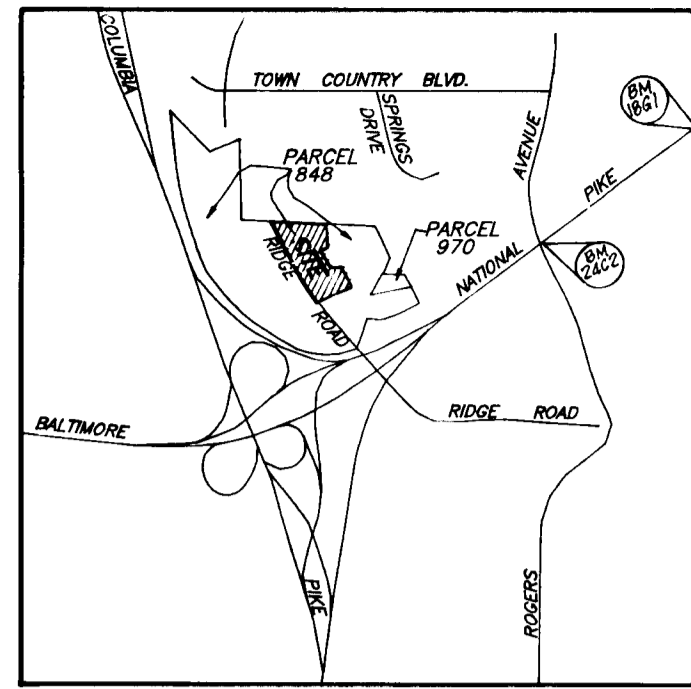 COLUMBIA
TOWN COUNTRY BLVD.
SPRINGS
DRIVE
AVENUE
BM
18G1
PARCEL
848
PIKE
PARCEL
970
SITE
RIDGE
ROAD
NATIONAL
BM
24C2
BALTIMORE
RIDGE ROAD
PIKE
ROGERS